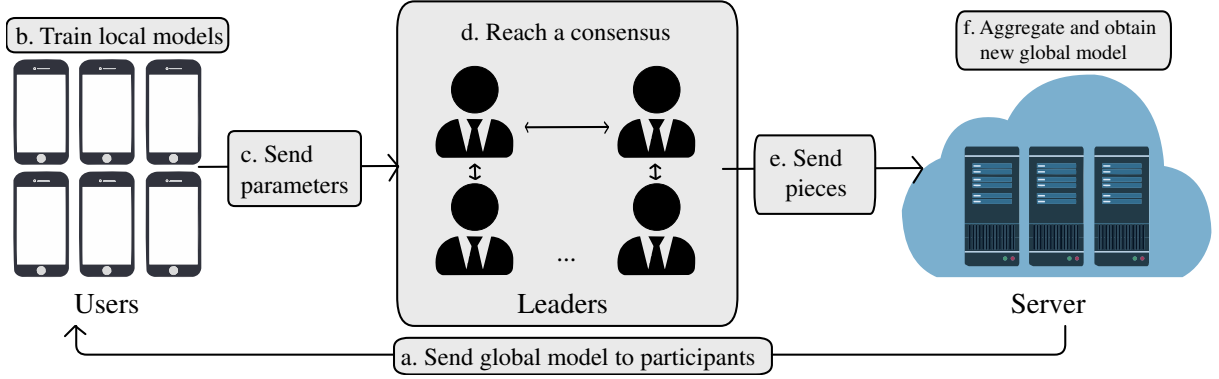 b. Train local models
d. Reach a consensus
f. Aggregate and obtain
new global model
c. Send
parameters
e. Send
pieces
...
Users
Leaders
Server
a. Send global model to participants